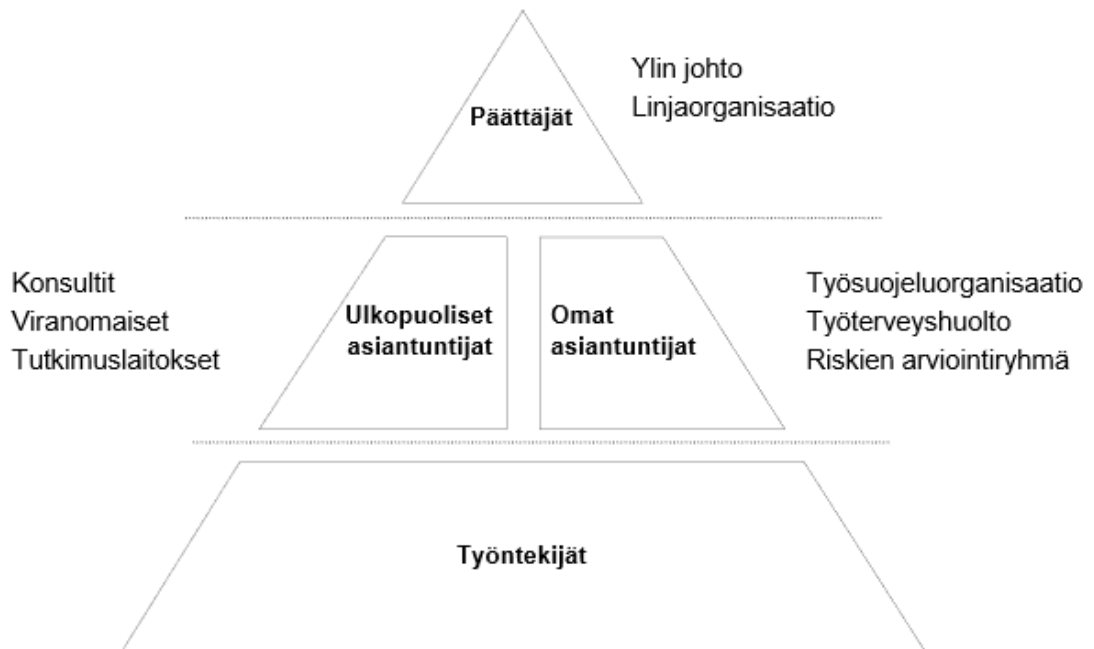 Ylin johto
Linjaorganisaatio
Päättäjät
Konsultit
Viranomaiset
Tutkimuslaitokset
Ulkopuoliset
asiantuntijat
Omat
asiantuntijat
Työsuojeluorganisaatio
Työterveyshuolto
Riskien arviointiryhmä
Työntekijät